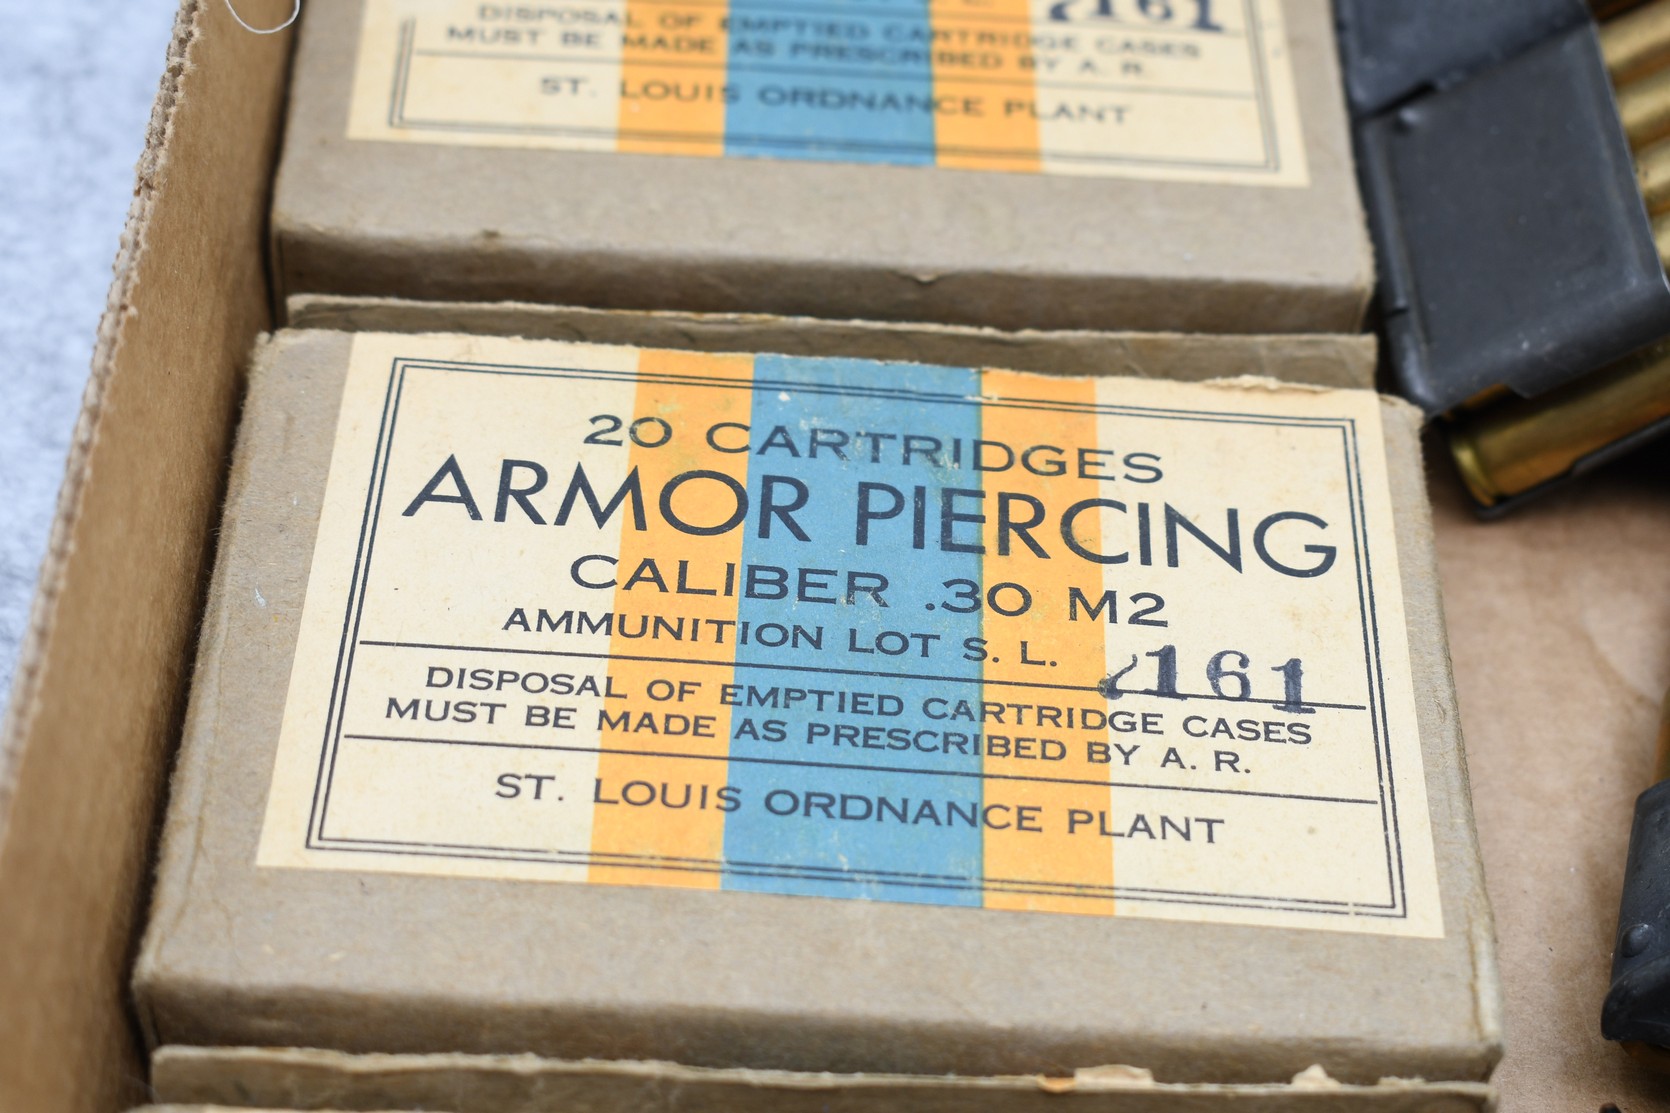 7161
DISPOSAL OF EMPTIED CARTRIDGE CASES
MUST BE MADE AS PRESCRIBED BY A. R.
ST. LOUIS ORDNANCE PLANT
20 CARTRIDGES
ARMOR PIERCING
CALIBER .30 M2
AMMUNITION LOT S. L. 7161
DISPOSAL OF EMPTIED CARTRIDGE CASES
MUST BE MADE AS PRESCRIBED BY A. R.
ST. LOUIS ORDNANCE PLANT